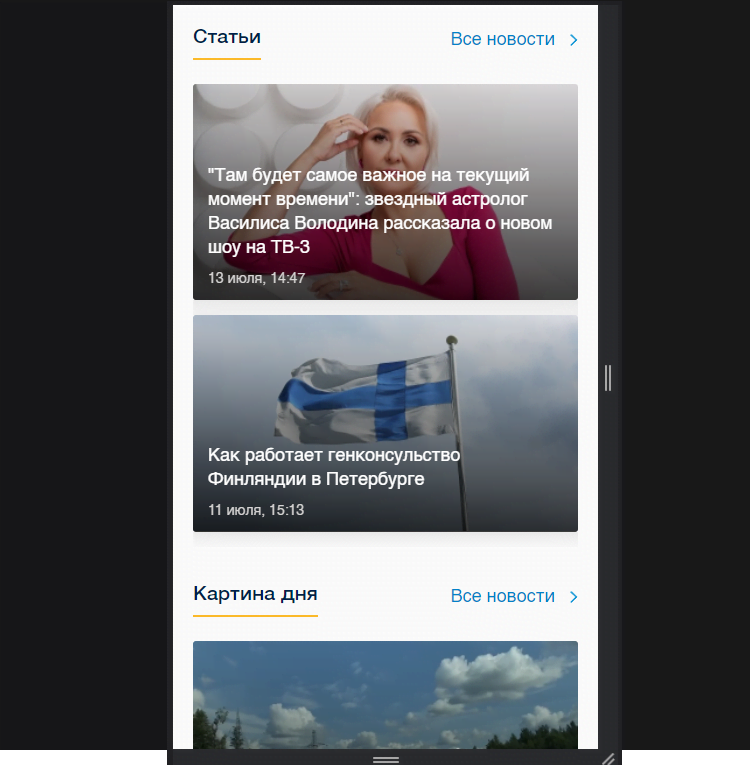 Статьи
Все новости
"Там будет самое важное на текущий
момент времени": звездный астролог
Василиса Володина рассказала о новом
шоу на ТВ-3
13 июля, 14:47
Как работает генконсульство
Финляндии в Петербурге
11 июля, 15:13
Картина дня
Все новости